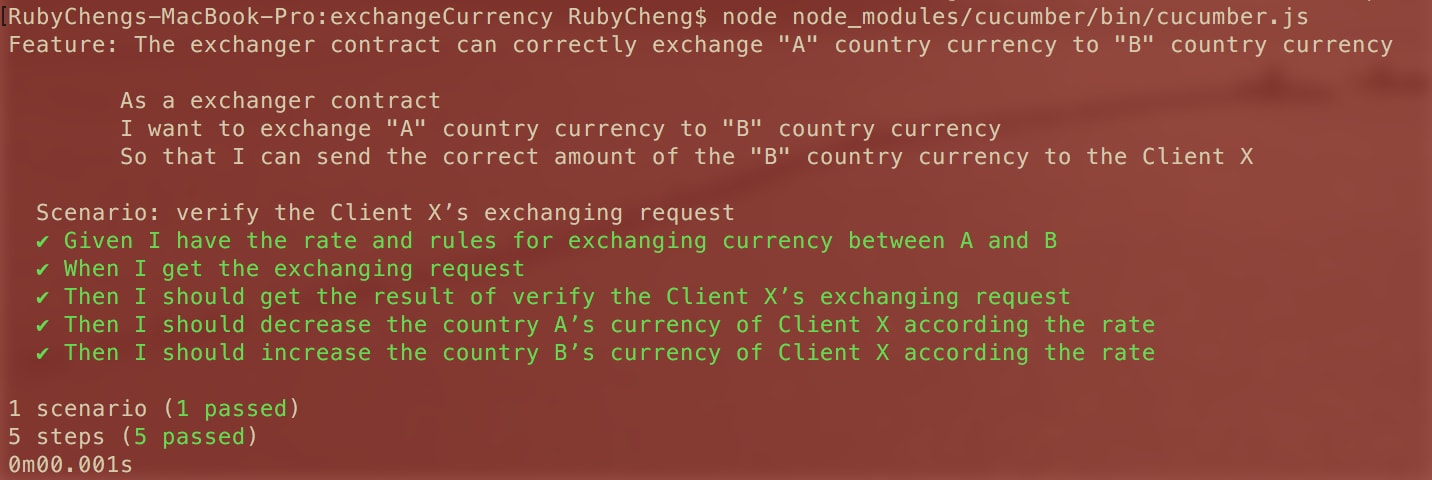 RubyChengs-MacBook-Pro:exchangeCurrency RubyCheng$ node node_modules/cucumber/bin/cucumber.js
Feature: The exchanger contract can correctly exchange "A" country currency to "B" country currency
As a exchanger contract
I want to exchange "A" country currency to "B" country currency
So that I can send the correct amount of the "B" country currency to the Client X
Scenario: verify the Client X’s exchanging request
✔ Given I have the rate and rules for exchanging currency between A and B
✔ When I get the exchanging request
✔ Then I should get the result of verify the Client X’s exchanging request
✔ Then I should decrease the country A’s currency of Client X according the rate
✔ Then I should increase the country B’s currency of Client X according the rate
1 scenario (1 passed)
5 steps (5 passed)
0m00.001s